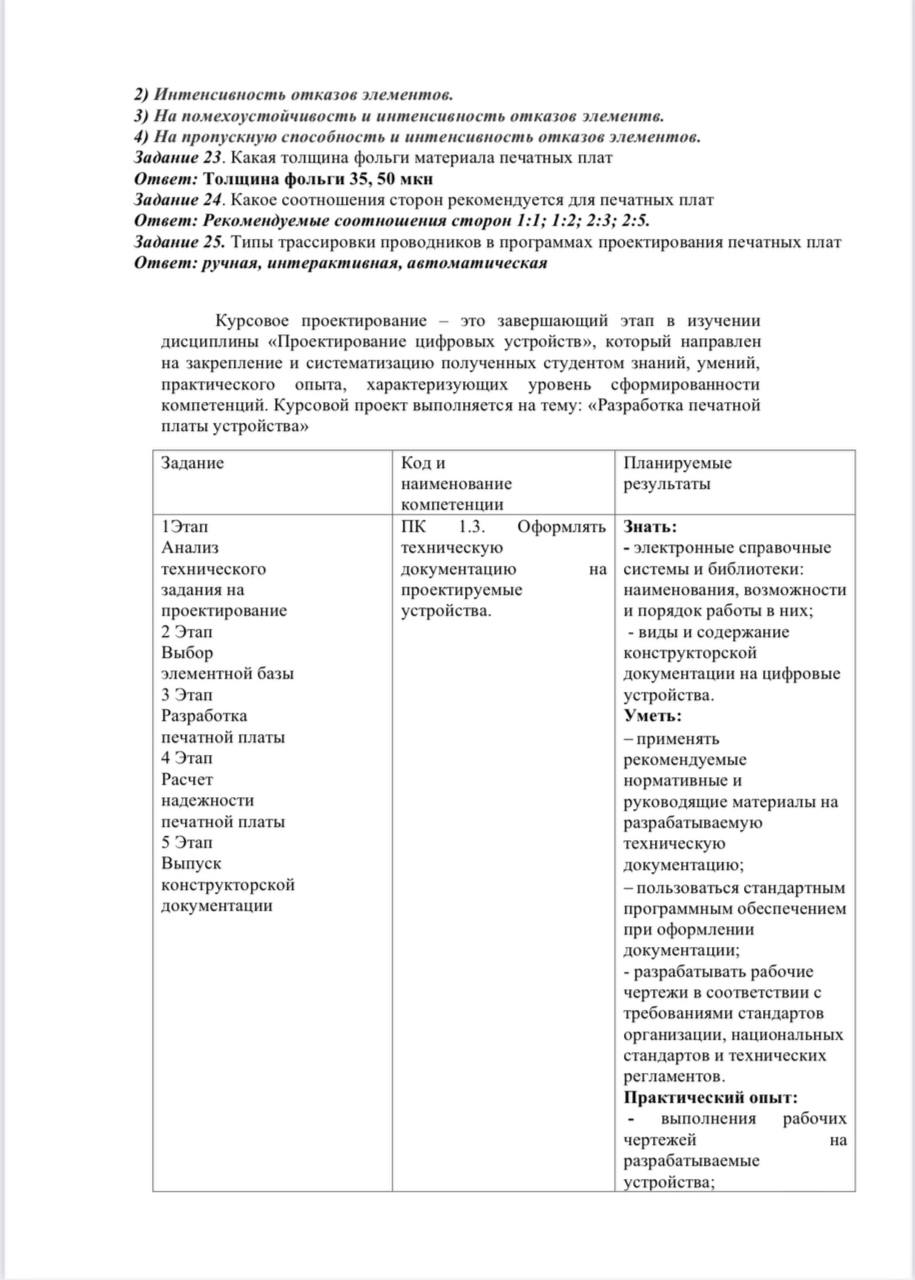 2) Интенсивность отказов элементов.
3) На помехоустойчивость и интенсивность отказов элементв.
4) На пропускную способность и интенсивность отказов элементов.
Задание 23. Какая толщина фольги материала печатных плат
Ответ: Толщина фольги 35, 50 мкн
Задание 24. Какое соотношения сторон рекомендуется для печатных плат
Ответ: Рекомендуемые соотношения сторон 1:1; 1:2; 2:3; 2:5.
Задание 25. Типы трассировки проводников в программах проектирования печатных плат
Ответ: ручная, интерактивная, автоматическая
Курсовое проектирование – это завершающий этап в изучении
дисциплины «Проектирование цифровых устройств», который направлен
на закрепление и систематизацию полученных студентом знаний, умений,
практического опыта, характеризующих уровень сформированности
компетенций. Курсовой проект выполняется на тему: «Разработка печатной
платы устройства»
Задание
Код и
наименование
компетенции
Планируемые
результаты
1Этап
Анализ
технического
задания на
проектирование
2 Этап
Выбор
элементной базы
3 Этап
Разработка
печатной платы
4 Этап
Расчет
надежности
печатной платы
5 Этап
Выпуск
конструкторской
документации
ПК 1.3. Оформлять
техническую
документацию на
проектируемые
устройства.
Знать:
- электронные справочные
системы и библиотеки:
наименования, возможности
и порядок работы в них;
- виды и содержание
конструкторской
документации на цифровые
устройства.
Уметь:
– применять
рекомендуемые
нормативные и
руководящие материалы на
разрабатываемую
техническую
документацию;
– пользоваться стандартным
программным обеспечением
при оформлении
документации;
- разрабатывать рабочие
чертежи в соответствии с
требованиями стандартов
организации, национальных
стандартов и технических
регламентов.
Практический опыт:
- выполнения рабочих
чертежей на
разрабатываемые
устройства;